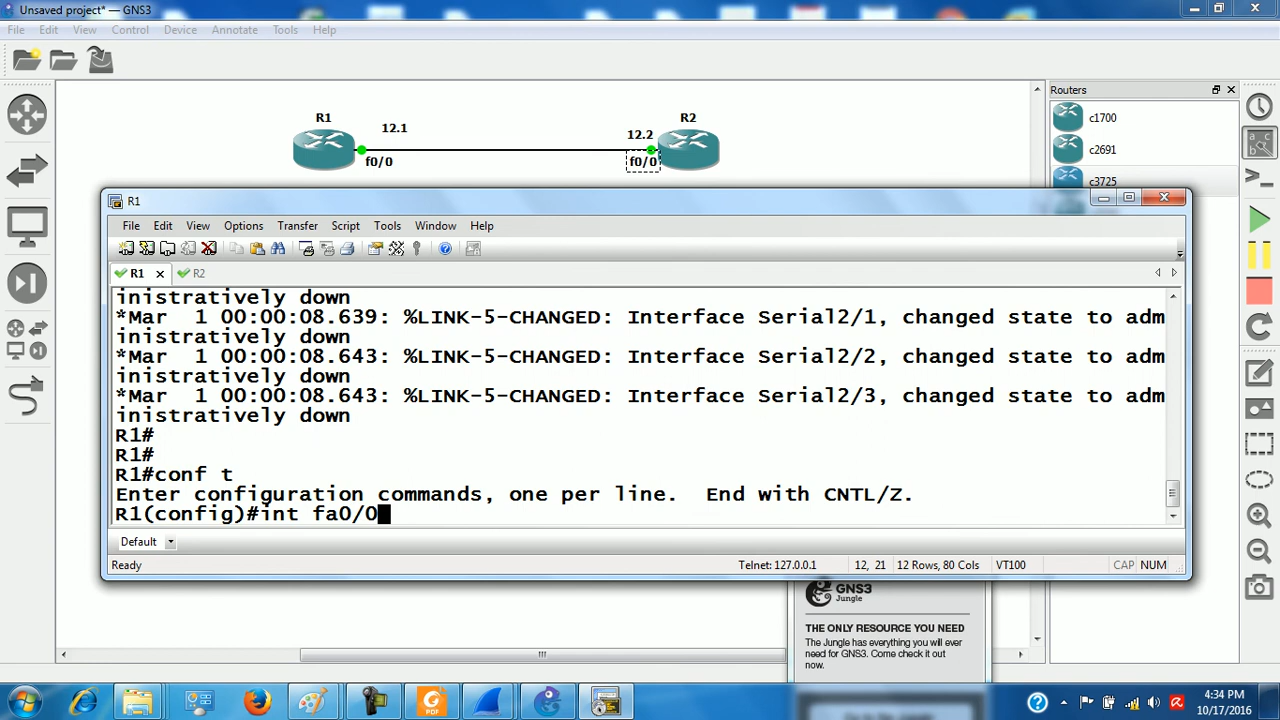 Unsaved project* — GNS3
File Edit View Control Device Annotate Tools Help
Routers
c1700
c2691
c3725
R1
12.1
f0/0
R2
12.2
f0/0
R1
File Edit View Options Transfer Script Tools Window Help
R1
R2
inistratively down
*Mar  1 00:00:08.639: %LINK-5-CHANGED: Interface Serial2/1, changed state to adm
inistratively down
*Mar  1 00:00:08.643: %LINK-5-CHANGED: Interface Serial2/2, changed state to adm
inistratively down
*Mar  1 00:00:08.643: %LINK-5-CHANGED: Interface Serial2/3, changed state to adm
inistratively down
R1#
R1#
R1#conf t
Enter configuration commands, one per line.  End with CNTL/Z.
R1(config)#int fa0/0
Default
Ready
Telnet: 127.0.0.1
12, 21
12 Rows, 80 Cols
VT100
CAP NUM
GNS3
Jungle
THE ONLY RESOURCE YOU NEED
The Jungle has everything you will ever
need for GNS3. Come check it out
now.
PDF
4:34 PM
10/17/2016